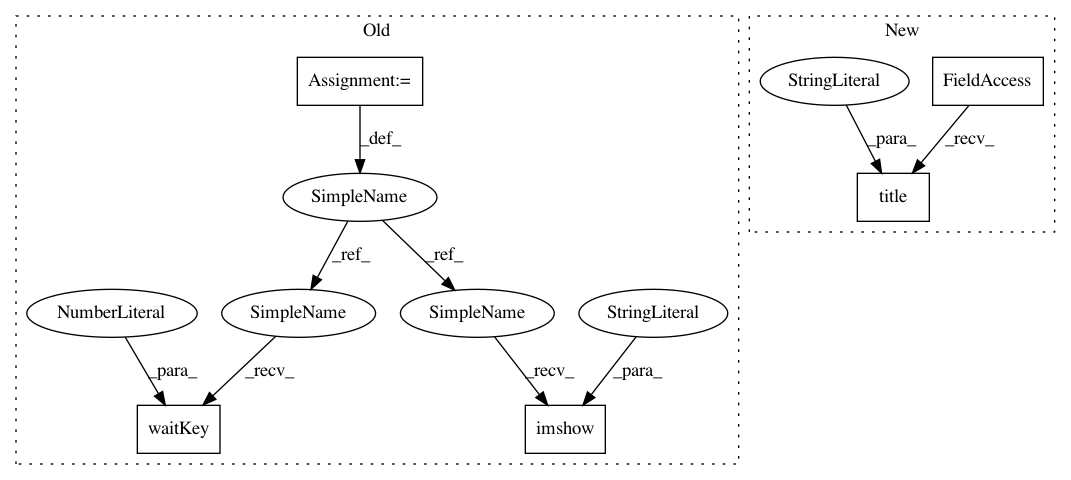 Old
New
Assignment:=
StringLiteral
FieldAccess
_def_
_para_
_recv_
SimpleName
title
_ref_
_ref_
NumberLiteral
SimpleName
SimpleName
StringLiteral
_para_
_recv_
_recv_
_para_
waitKey
imshow